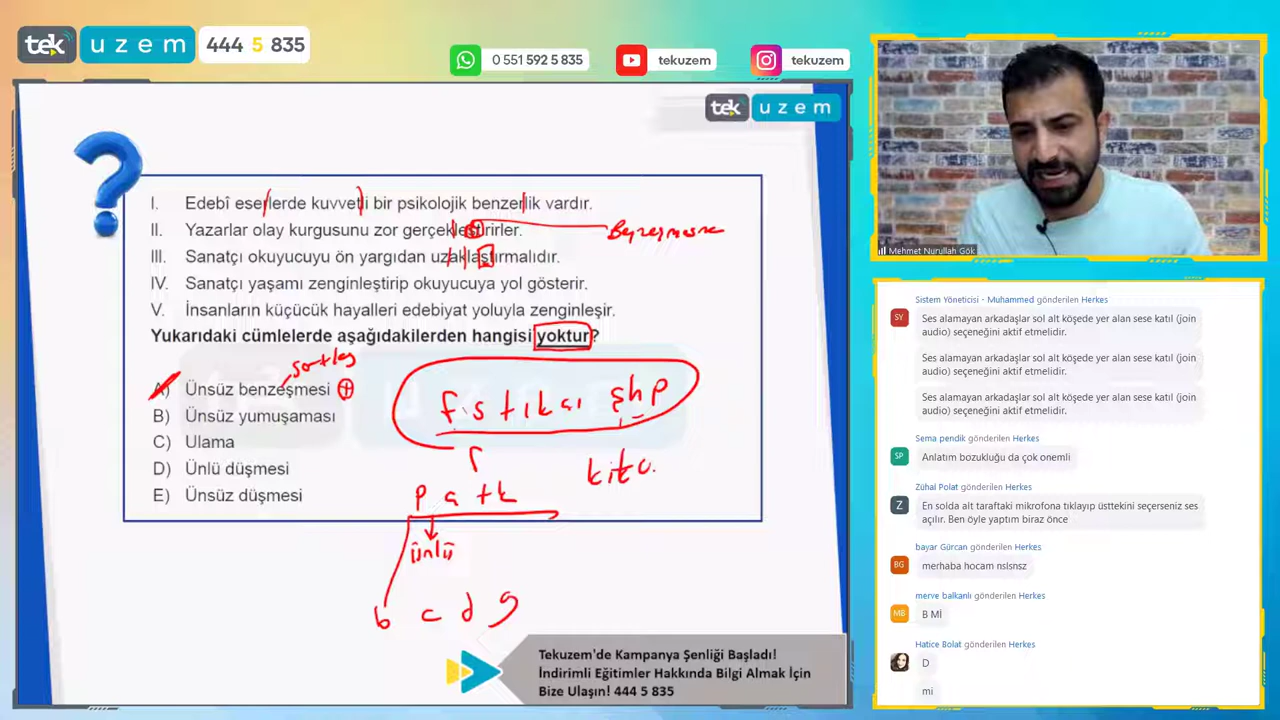 tek uzem 444 5 835
0 551 592 5 835 tekuzem tekuzem
tek uzem
I. Edebî eserlerde kuvvetli bir psikolojik benzerlik vardır.
II. Yazarlar olay kurgusunu zor gerçekleştirirler.
III. Sanatçı okuyucuyu ön yargıdan uzaklaştırmalıdır.
IV. Sanatçı yaşamı zenginleştirip okuyucuya yol gösterir.
V. İnsanların küçücük hayalleri edebiyat yoluyla zenginleşir.
Yukarıdaki cümlelerde aşağıdakilerden hangisi yoktur?
A) Ünsüz benzeşmesi
B) Ünsüz yumuşaması
C) Ulama
D) Ünlü düşmesi
E) Ünsüz düşmesi
fıstıkçı şhp
ünlü
b c d g
Tekuzem'de Kampanya Şenliği Başladı!
İndirimli Eğitimler Hakkında Bilgi Almak İçin
Bize Ulaşın! 444 5 835
Mehmet Nurullah Gök
Sistem Yöneticisi - Muhammed gönderilen Herkes
SY
Ses alamayan arkadaşlar sol alt köşede yer alan sese katıl (join
audio) seçeneğini aktif etmelidir.
Ses alamayan arkadaşlar sol alt köşede yer alan sese katıl (join
audio) seçeneğini aktif etmelidir.
Ses alamayan arkadaşlar sol alt köşede yer alan sese katıl (join
audio) seçeneğini aktif etmelidir.
Sema pendik gönderilen Herkes
SP
Anlatım bozukluğu da çok onemli
Zühal Polat gönderilen Herkes
Z
En solda alt taraftaki mikrofona tıklayıp üsttekini seçerseniz ses
açılır. Ben öyle yaptım biraz önce
bayar Gürcan gönderilen Herkes
BG
merhaba hocam nsisnsz
merve balkanlı gönderilen Herkes
MB
B Mİ
Hatice Bolat gönderilen Herkes
D
mi